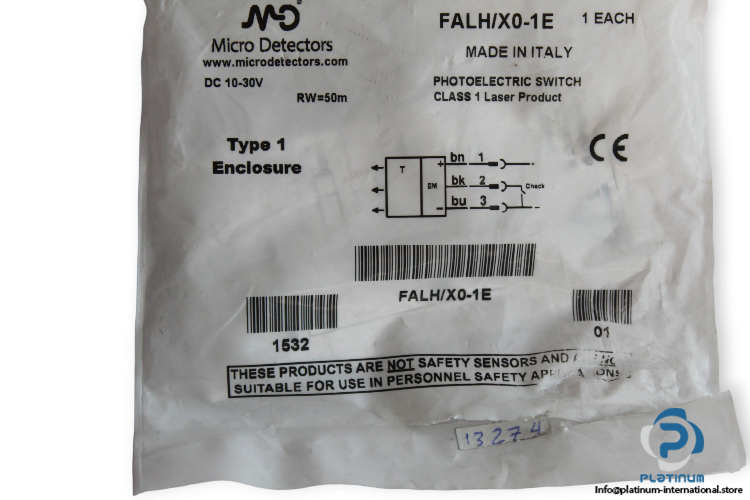 MD
Micro Detectors
www.microdetectors.com
DC 10-30V
RW=50m
FALH/X0-1E
1 EACH
MADE IN ITALY
PHOTOELECTRIC SWITCH
CLASS 1 Laser Product
Type 1
Enclosure
CE
T
EM
+ bn 1
bk 2 Check
- bu 3
FALH/X0-1E
1532
01
THESE PRODUCTS ARE NOT SAFETY SENSORS AND
SUITABLE FOR USE IN PERSONNEL SAFETY
13274
PLATINUM
Info@platinum-international.store